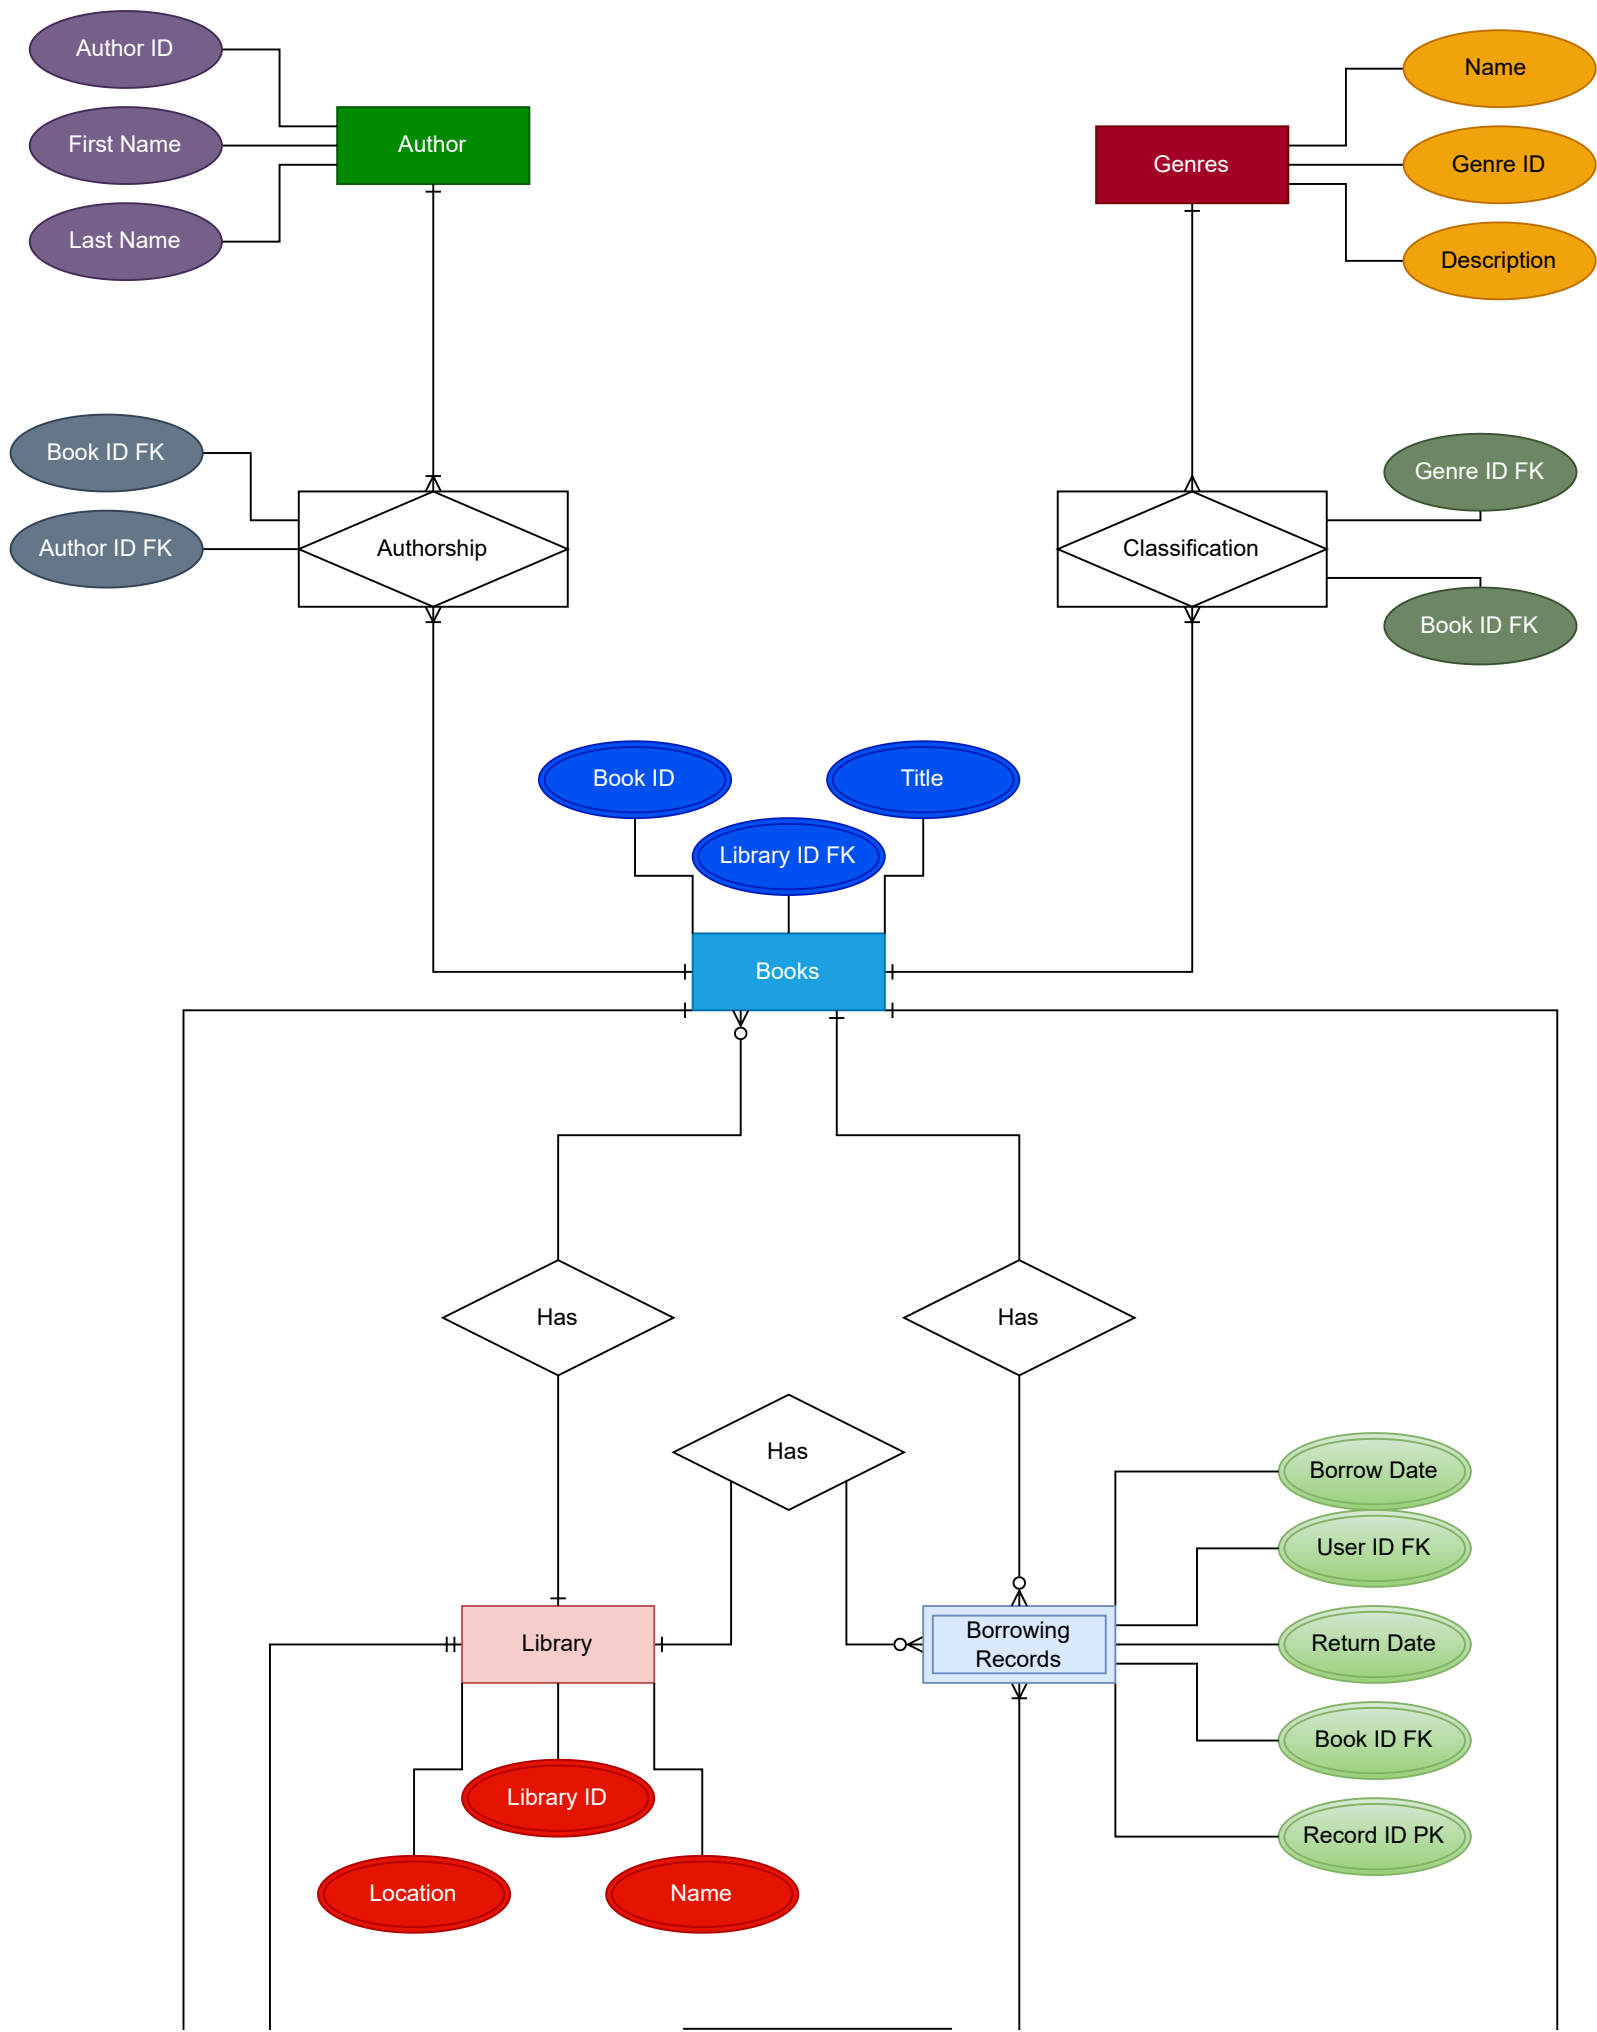 Author ID
First Name
Last Name
Author
Genres
Name
Genre ID
Description
Book ID FK
Author ID FK
Authorship
Classification
Genre ID FK
Book ID FK
Book ID
Title
Library ID FK
Books
Has
Has
Has
Library
Borrowing
Records
Borrow Date
User ID FK
Return Date
Book ID FK
Record ID PK
Library ID
Location
Name